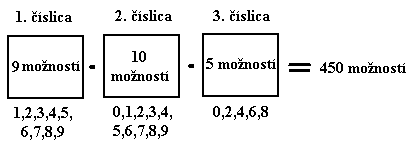 1. číslica 2. číslica 3. číslica
9 možností · 10 možností · 5 možností = 450 možností
1,2,3,4,5, 0,1,2,3,4, 0,2,4,6,8
6,7,8,9 5,6,7,8,9